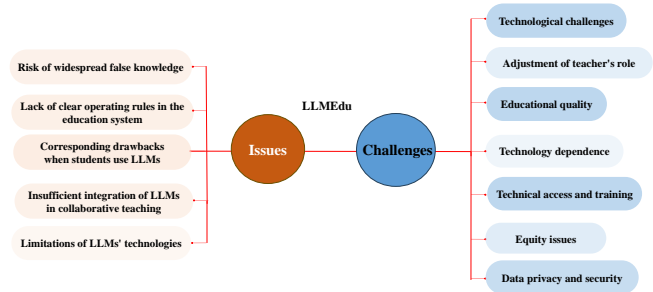 Risk of widespread false knowledge
Lack of clear operating rules in the
education system
Corresponding drawbacks
when students use LLMs
Insufficient integration of LLMs
in collaborative teaching
Limitations of LLMs' technologies
Issues
LLMEdu
Challenges
Technological challenges
Adjustment of teacher's role
Educational quality
Technology dependence
Technical access and training
Equity issues
Data privacy and security